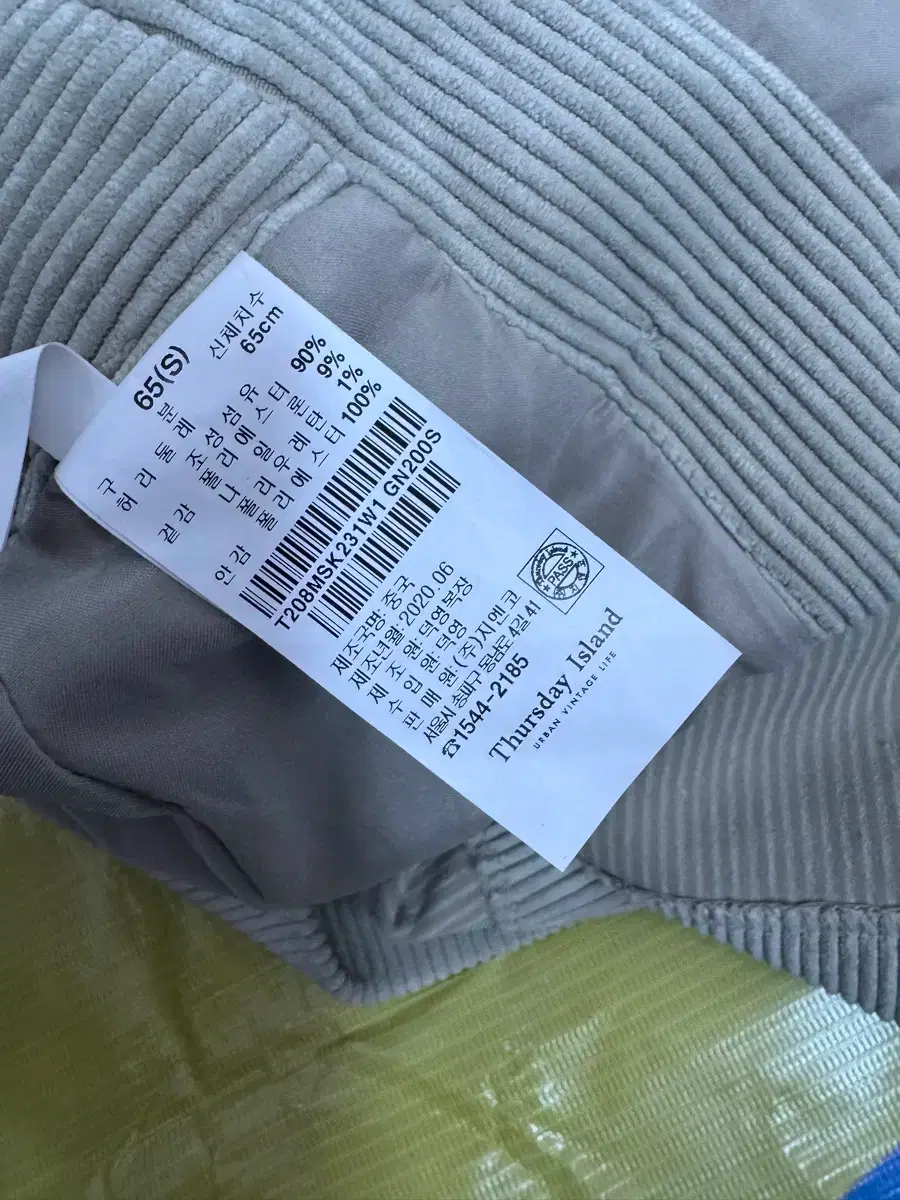 65(S)
구 분 신체치수
허리둘레 65cm
조성섬유
겉감 폴리에스터 90%
나일론 9%
폴리우레탄 1%
안감 폴리에스터 100%
T208MSK231W1 GN200S
제조국명: 중국
제조년월: 2020.06
제 조 원: 덕영복장
수 입 원: 덕영
판 매 원: (주)지엔코
서울시 송파구 동남로4길 41
☎1544-2185
Thursday Island
PASS
Thursday Island
URBAN VINTAGE LIFE